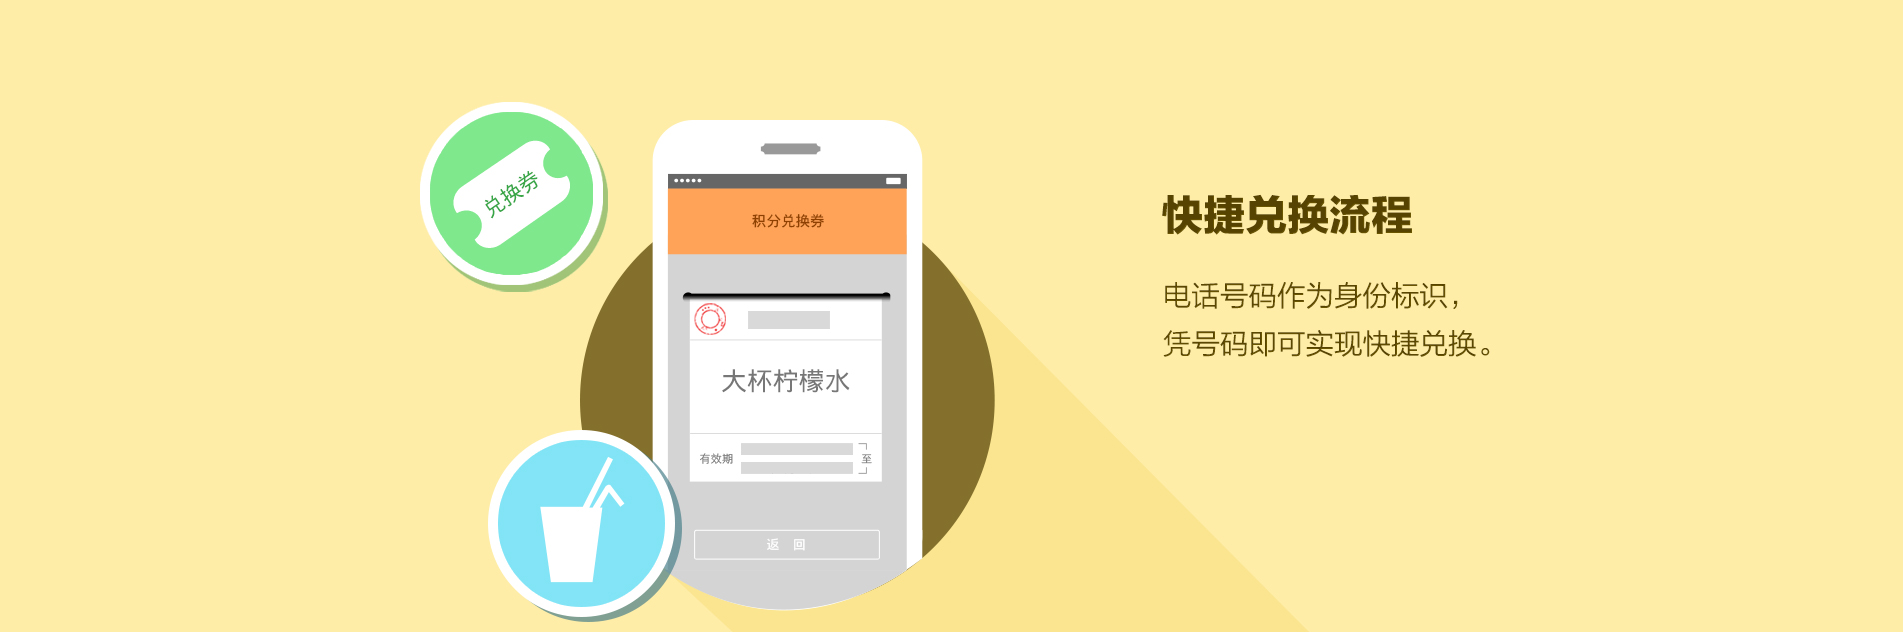 兑换券
积分兑换券
大杯柠檬水
有效期
至
返 回
快捷兑换流程
电话号码作为身份标识，
凭号码即可实现快捷兑换。